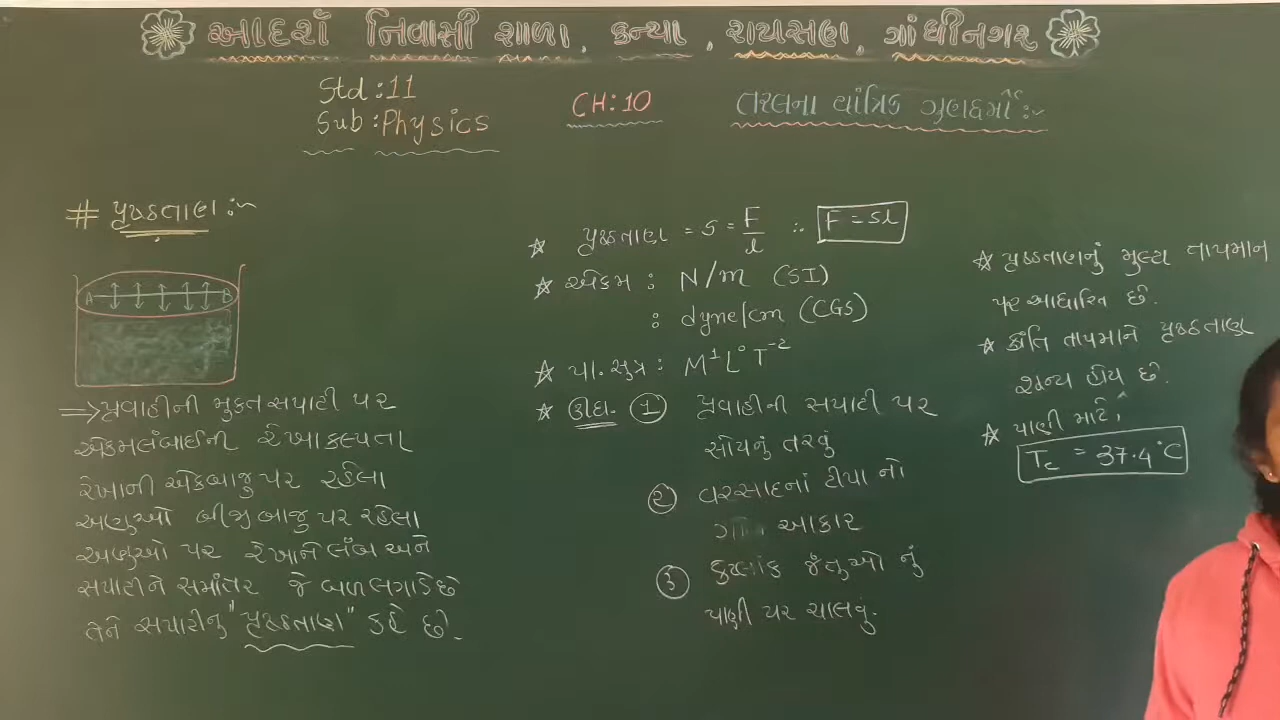 આદર્શ નિવાસી શાળા, કન્યા, રાયસણ, ગાંધીનગર
Std : 11
Sub : Physics
CH : 10
તરલના યાંત્રિક ગુણધર્મો :-
# પૃષ્ઠતાણ :-
A B
⇒ પ્રવાહીની મુક્ત સપાટી પર
એકમલંબાઈની રેખા કલ્પતા
રેખાની એકબાજુ પર રહેલા
અણુઓ બીજી બાજુ પર રહેલા
અણુઓ પર રેખાને લંબ અને
સપાટીને સમાંતર જે બળ લગાડે છે
તેને સપાટીનું "પૃષ્ઠતાણ" કહે છે.
☆ પૃષ્ઠતાણ = S = F/l ∴ F = Sl
☆ એકમ : N/m (SI)
: dyne/cm (CGS)
☆ પા.સુત્ર : M¹L⁰T⁻²
☆ ઊદા. ① પ્રવાહીની સપાટી પર
સોયનું તરવું
② વરસાદનાં ટીપા નો
આકાર
③ કેટલાંક જંતુઓ નું
પાણી પર ચાલવું.
☆ પૃષ્ઠતાણનું મુલ્ય તાપમાન
પર આધારિત છે.
☆ ક્રાંતિ તાપમાને પૃષ્ઠતાણ
શૂન્ય હોય છે.
☆ પાણી માટે,
Tc = 37.4°C